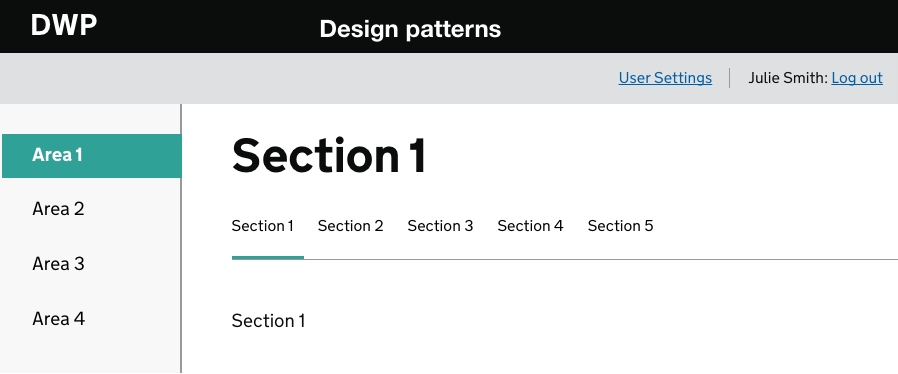 DWP Design patterns
User Settings Julie Smith: Log out
Area 1
Area 2
Area 3
Area 4
Section 1
Section 1 Section 2 Section 3 Section 4 Section 5
Section 1